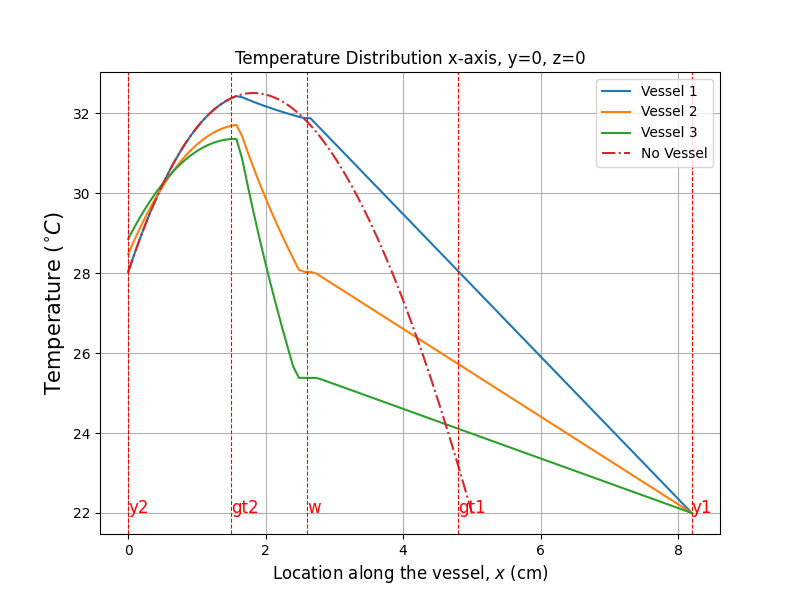 Temperature Distribution x-axis, y=0, z=0
Vessel 1
Vessel 2
Vessel 3
No Vessel
Temperature (°C)
32
30
28
26
24
22
y2
gt2
w
gt1
y1
0
2
4
6
8
Location along the vessel, x (cm)